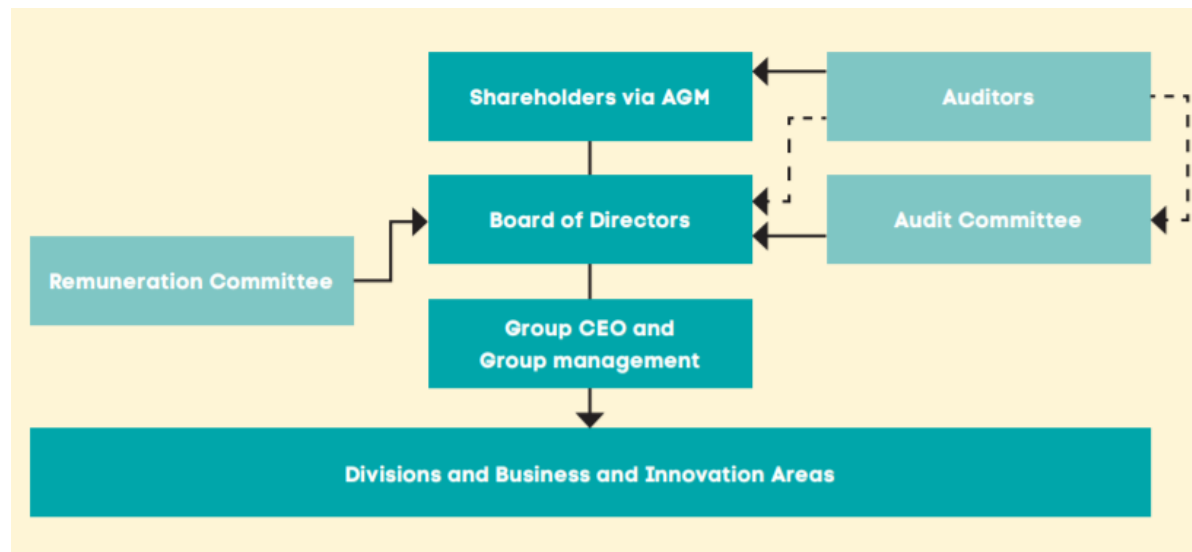 Shareholders via AGM
Auditors
Board of Directors
Audit Committee
Remuneration Committee
Group CEO and
Group management
Divisions and Business and Innovation Areas